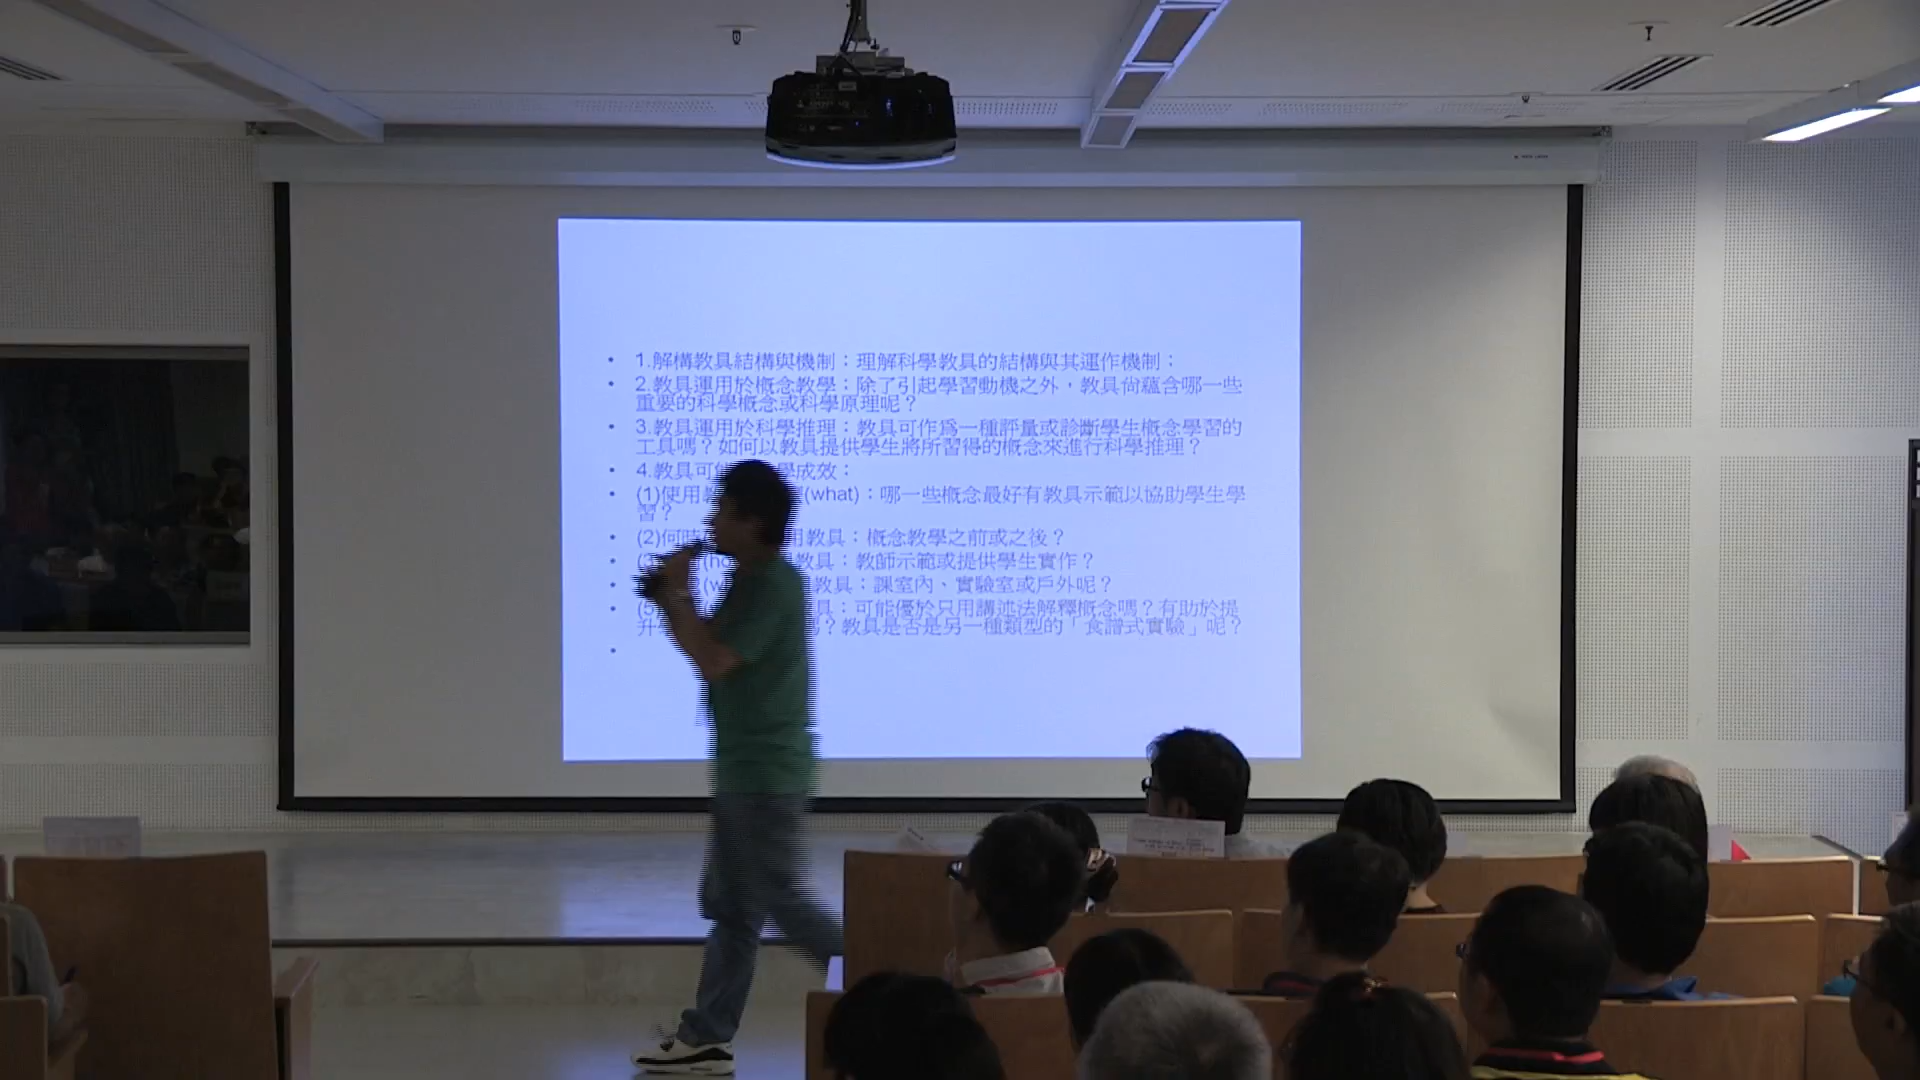 • 1.解構教具結構與機制：理解科學教具的結構與其運作機制；
• 2.教具運用於概念教學：除了引起學習動機之外，教具尚蘊含哪一些
重要的科學概念或科學原理呢？
• 3.教具運用於科學推理：教具可作為一種評量或診斷學生概念學習的
工具嗎？如何以教具提供學生將所習得的概念來進行科學推理？
• 4.教具可 學成效：
• (1)使用 (what)：哪一些概念最好有教具示範以協助學生學
習？
• (2)何時 用教具：概念教學之前或之後？
• 教具：教師示範或提供學生實作？
• 教具：課室內、實驗室或戶外呢？
• 具：可能優於只用講述法解釋概念嗎？有助於提
升 ？教具是否是另一種類型的「食譜式實驗」呢？
•